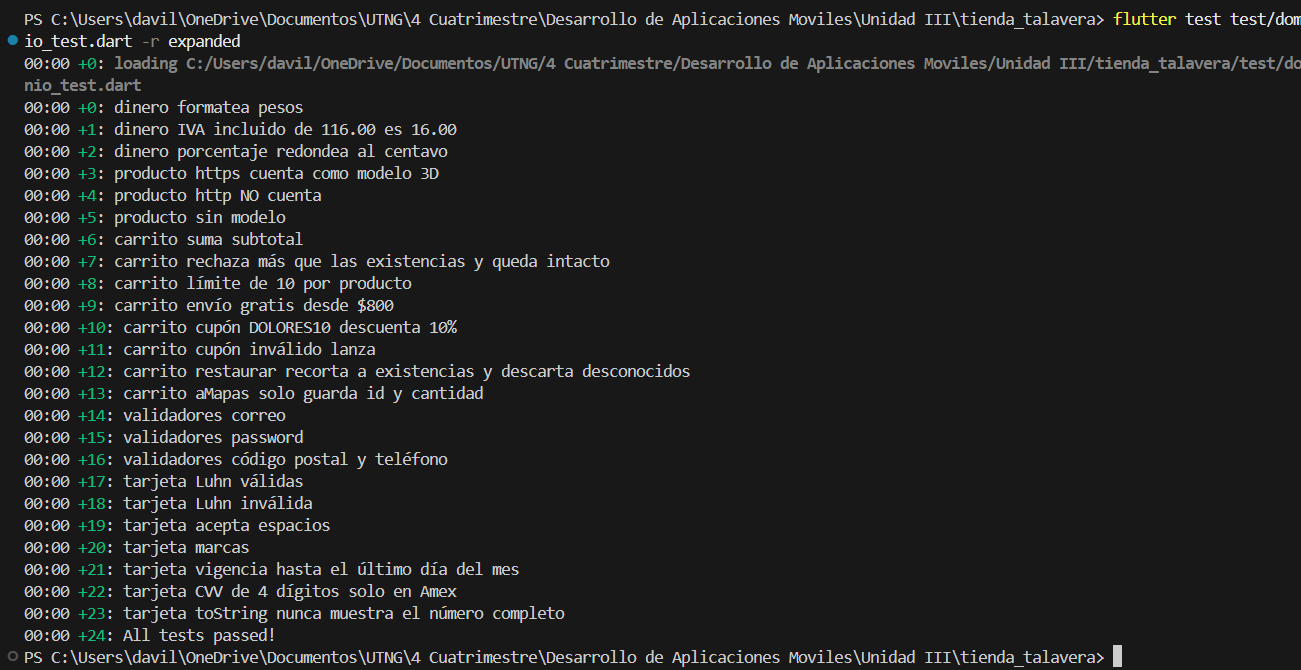 PS C:\Users\davil\OneDrive\Documentos\UTNG\4 Cuatrimestre\Desarrollo de Aplicaciones Moviles\Unidad III\tienda_talavera> flutter test test/dom
io_test.dart -r expanded
00:00 +0: loading C:/Users/davil/OneDrive/Documentos/UTNG/4 Cuatrimestre/Desarrollo de Aplicaciones Moviles/Unidad III/tienda_talavera/test/do
nio_test.dart
00:00 +0: dinero formatea pesos
00:00 +1: dinero IVA incluido de 116.00 es 16.00
00:00 +2: dinero porcentaje redondea al centavo
00:00 +3: producto https cuenta como modelo 3D
00:00 +4: producto http NO cuenta
00:00 +5: producto sin modelo
00:00 +6: carrito suma subtotal
00:00 +7: carrito rechaza más que las existencias y queda intacto
00:00 +8: carrito límite de 10 por producto
00:00 +9: carrito envío gratis desde $800
00:00 +10: carrito cupón DOLORES10 descuenta 10%
00:00 +11: carrito cupón inválido lanza
00:00 +12: carrito restaurar recorta a existencias y descarta desconocidos
00:00 +13: carrito aMapas solo guarda id y cantidad
00:00 +14: validadores correo
00:00 +15: validadores password
00:00 +16: validadores código postal y teléfono
00:00 +17: tarjeta Luhn válidas
00:00 +18: tarjeta Luhn inválida
00:00 +19: tarjeta acepta espacios
00:00 +20: tarjeta marcas
00:00 +21: tarjeta vigencia hasta el último día del mes
00:00 +22: tarjeta CVV de 4 dígitos solo en Amex
00:00 +23: tarjeta toString nunca muestra el número completo
00:00 +24: All tests passed!
PS C:\Users\davil\OneDrive\Documentos\UTNG\4 Cuatrimestre\Desarrollo de Aplicaciones Moviles\Unidad III\tienda_talavera>